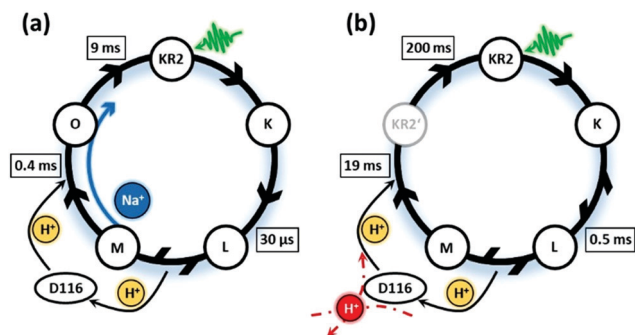 (a)
9 ms
KR2
O
K
0.4 ms
Na⁺
H⁺
M
L
30 µs
D116
H⁺
(b)
200 ms
KR2
KR2'
K
19 ms
H⁺
M
L
0.5 ms
D116
H⁺
H⁺